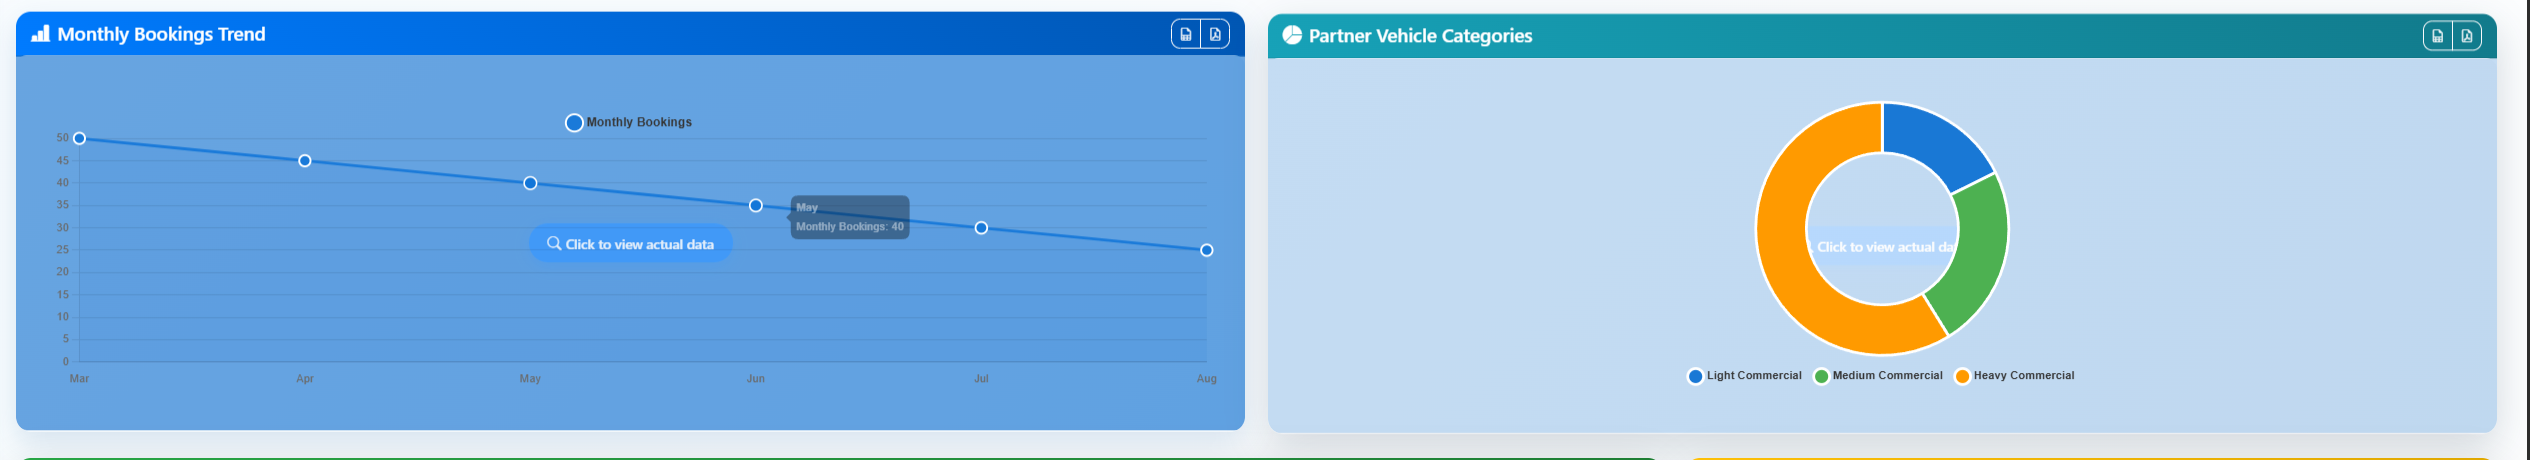 Monthly Bookings Trend
Monthly Bookings
50
45
40
35
30
25
20
15
10
5
0
May
Monthly Bookings: 40
Click to view actual data
Mar Apr May Jun Jul Aug
Partner Vehicle Categories
Click to view actual da
Light Commercial Medium Commercial Heavy Commercial